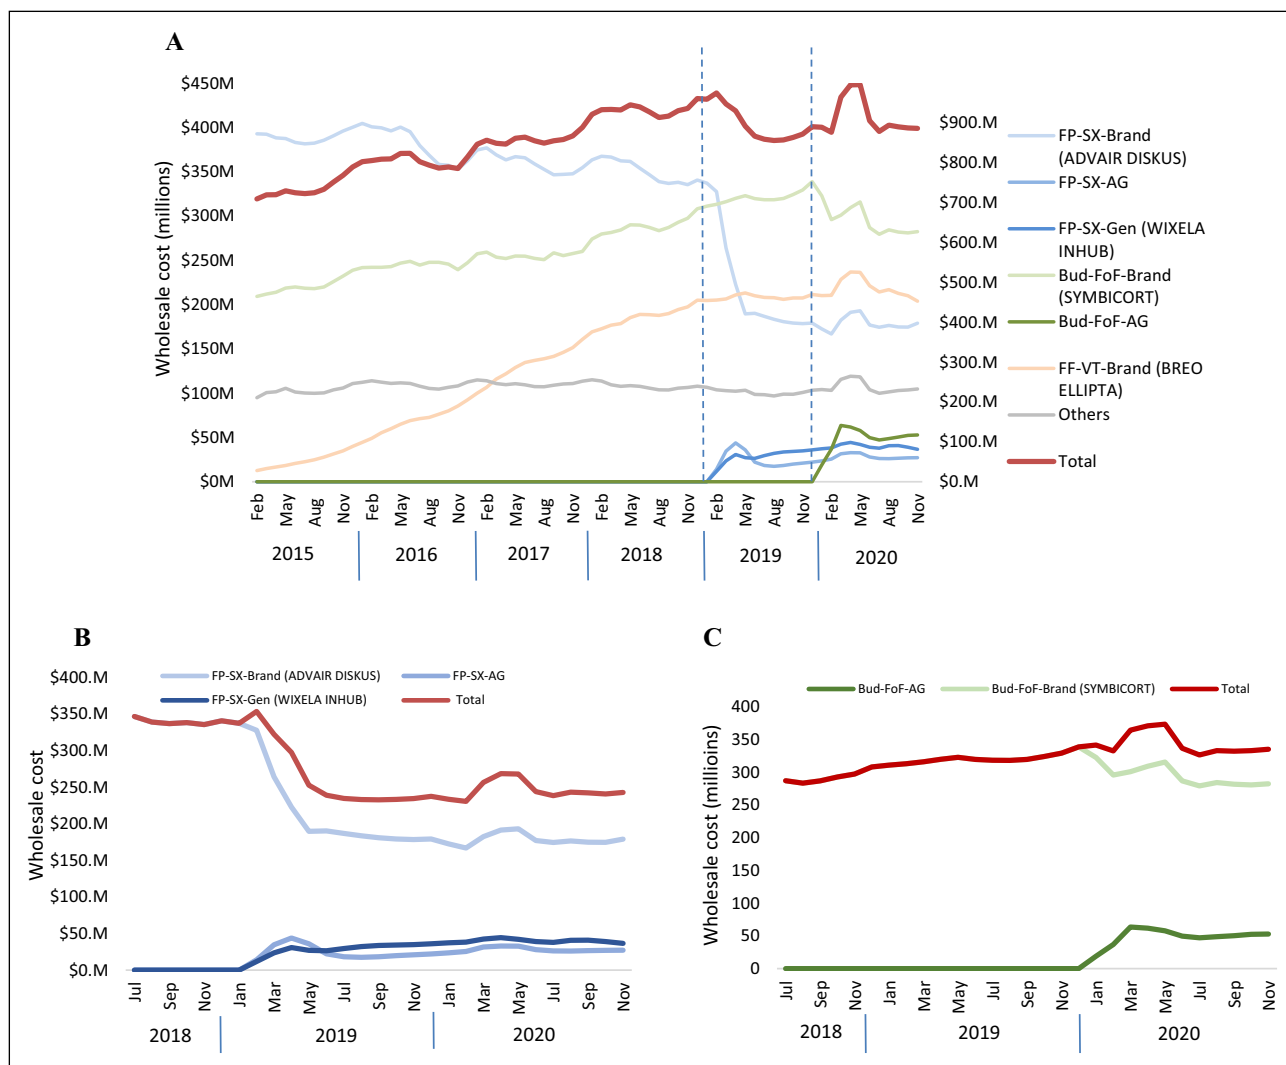 A
Wholesale cost (millions)
$450M
$400M
$350M
$300M
$250M
$200M
$150M
$100M
$50M
$0M
$900.M
$800.M
$700.M
$600.M
$500.M
$400.M
$300.M
$200.M
$100.M
$0.M
FP-SX-Brand
(ADVAIR DISKUS)
FP-SX-AG
FP-SX-Gen (WIXELA
INHUB)
Bud-FoF-Brand
(SYMBICORT)
Bud-FoF-AG
FF-VT-Brand (BREO
ELLIPTA)
Others
Total
Feb May Aug Nov Feb May Aug Nov Feb May Aug Nov Feb May Aug Nov Feb May Aug Nov Feb May Aug Nov
2015 2016 2017 2018 2019 2020
B
FP-SX-Brand (ADVAIR DISKUS) FP-SX-AG
FP-SX-Gen (WIXELA INHUB) Total
Wholesale cost
$400.M
$350.M
$300.M
$250.M
$200.M
$150.M
$100.M
$50.M
$0.M
Jul Sep Nov Jan Mar May Jul Sep Nov Jan Mar May Jul Sep Nov
2018 2019 2020
C
Bud-FoF-AG Bud-FoF-Brand (SYMBICORT) Total
Wholesale cost (millioins)
400
350
300
250
200
150
100
50
0
Jul Sep Nov Jan Mar May Jul Sep Nov Jan Mar May Jul Sep Nov
2018 2019 2020